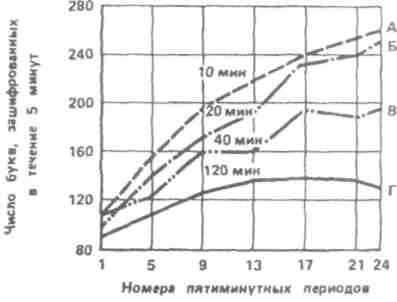 Число букв, зашифрованных
в течение 5 минут
280
240
200
160
120
80
10 мин
20 мин
40 мин
120 мин
А
Б
В
Г
1 5 9 13 17 21 24
Номера пятиминутных периодов